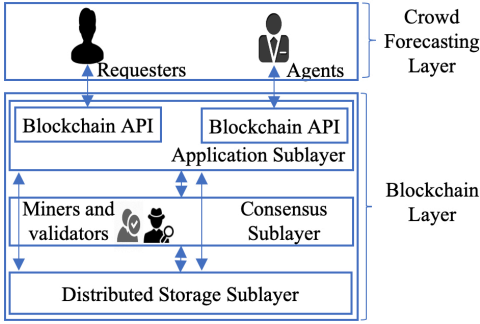 Requesters
Agents
Crowd
Forecasting
Layer
Blockchain API
Blockchain API
Application Sublayer
Miners and
validators
Consensus
Sublayer
Blockchain
Layer
Distributed Storage Sublayer